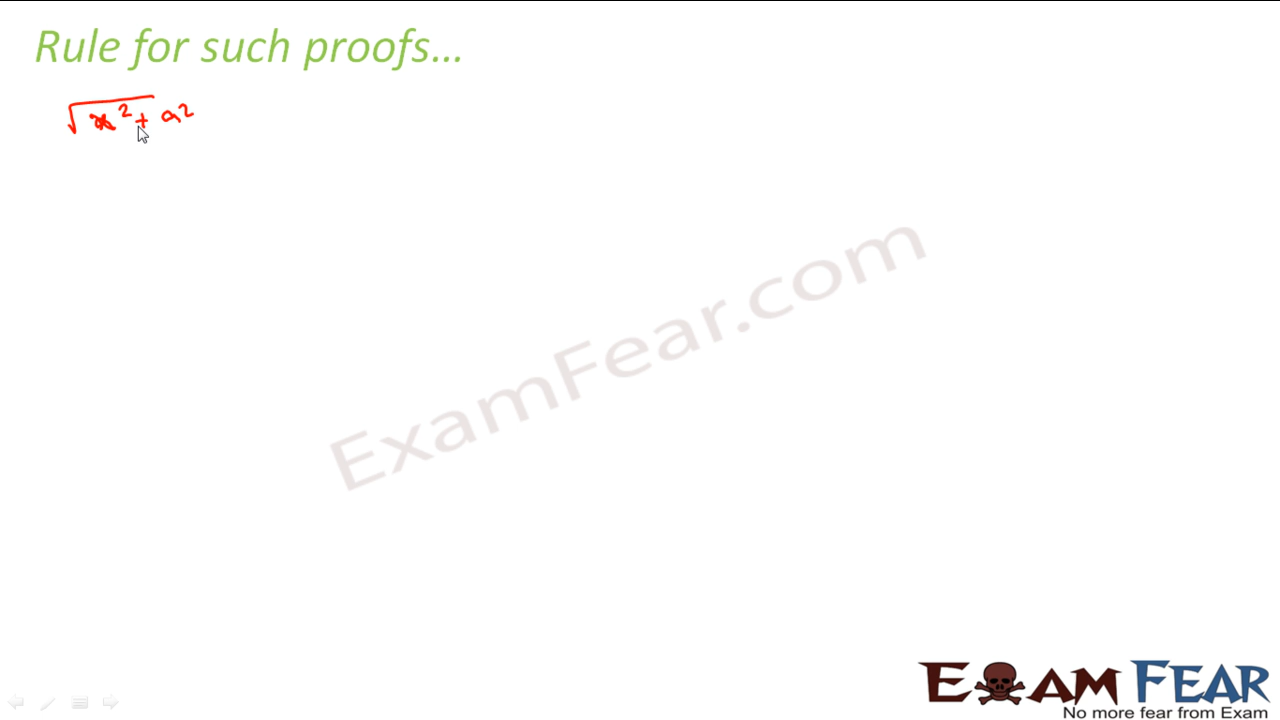 Rule for such proofs...
√x² + a²
ExamFear.com
EXAM FEAR
No more fear from Exam